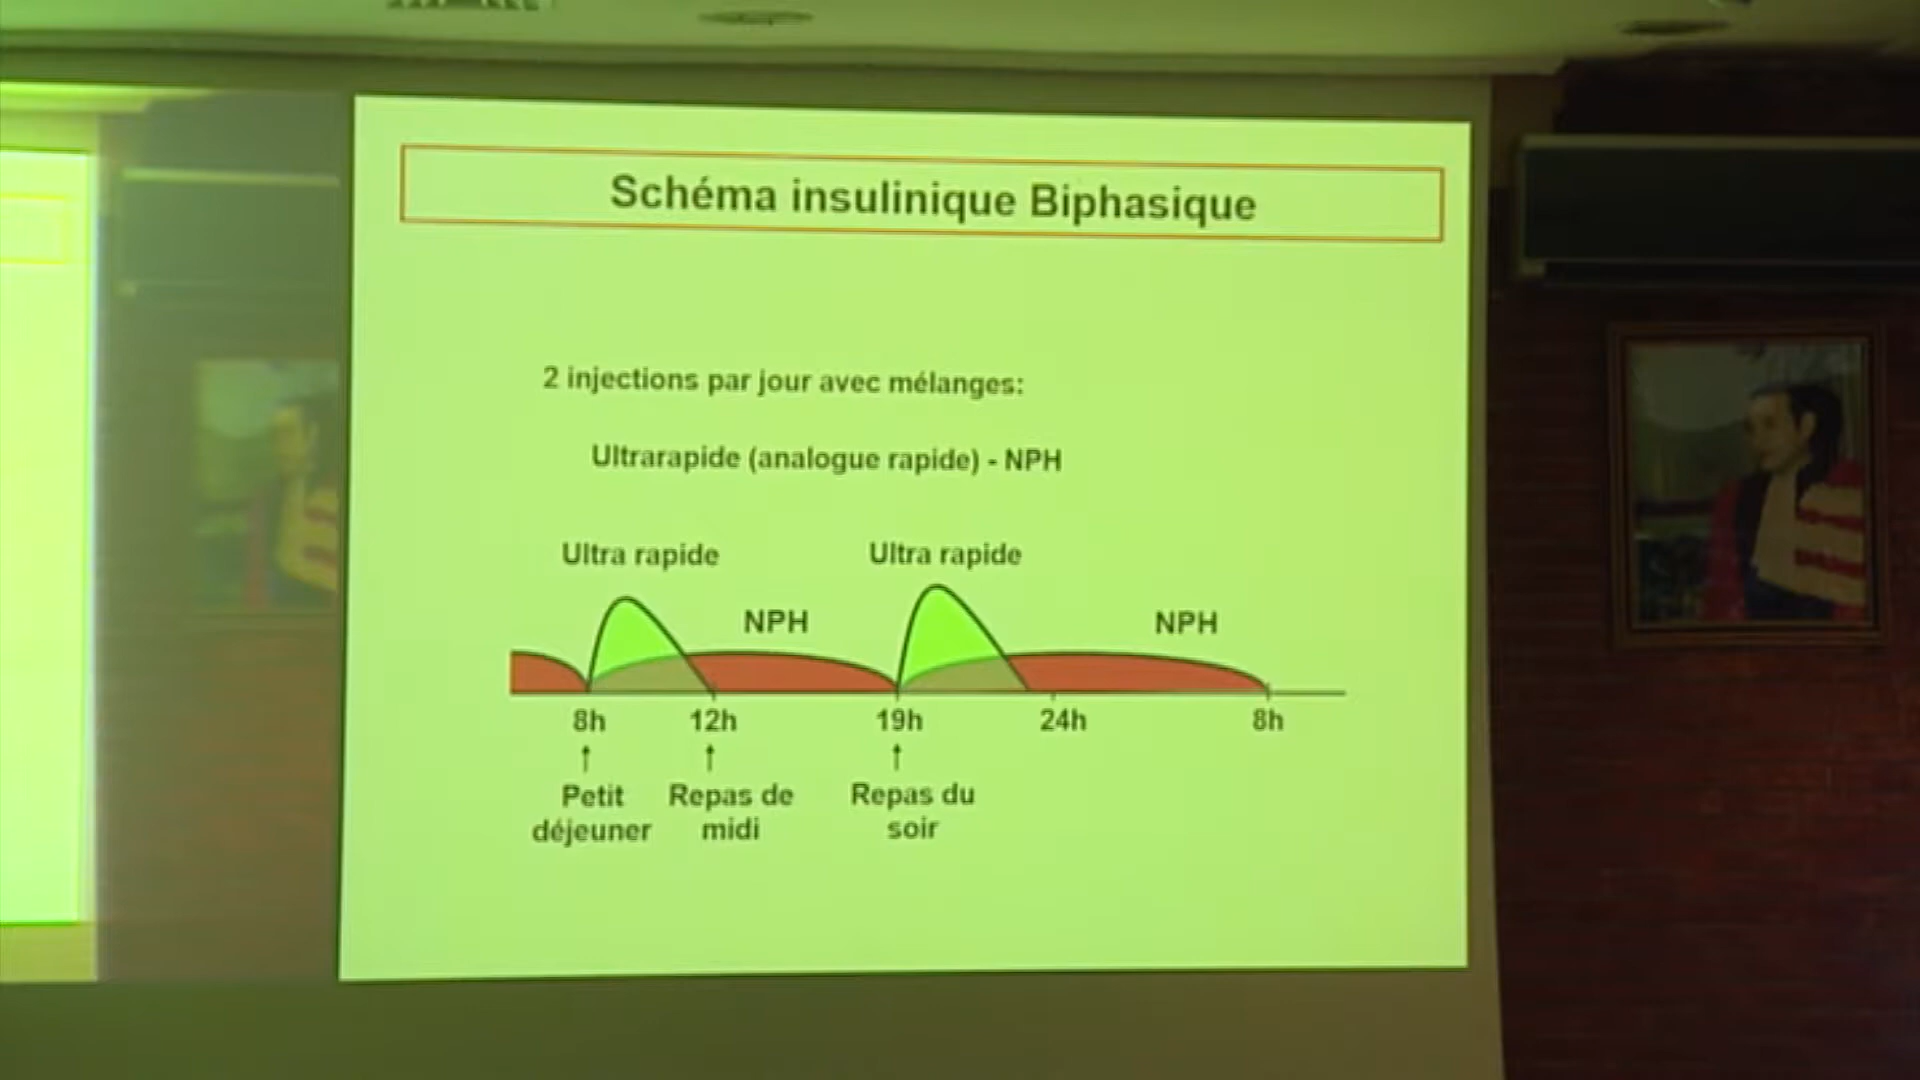 Schéma insulinique Biphasique
2 injections par jour avec mélanges:
Ultrarapide (analogue rapide) - NPH
Ultra rapide
Ultra rapide
NPH
NPH
8h
12h
19h
24h
8h
Petit
déjeuner
Repas de
midi
Repas du
soir